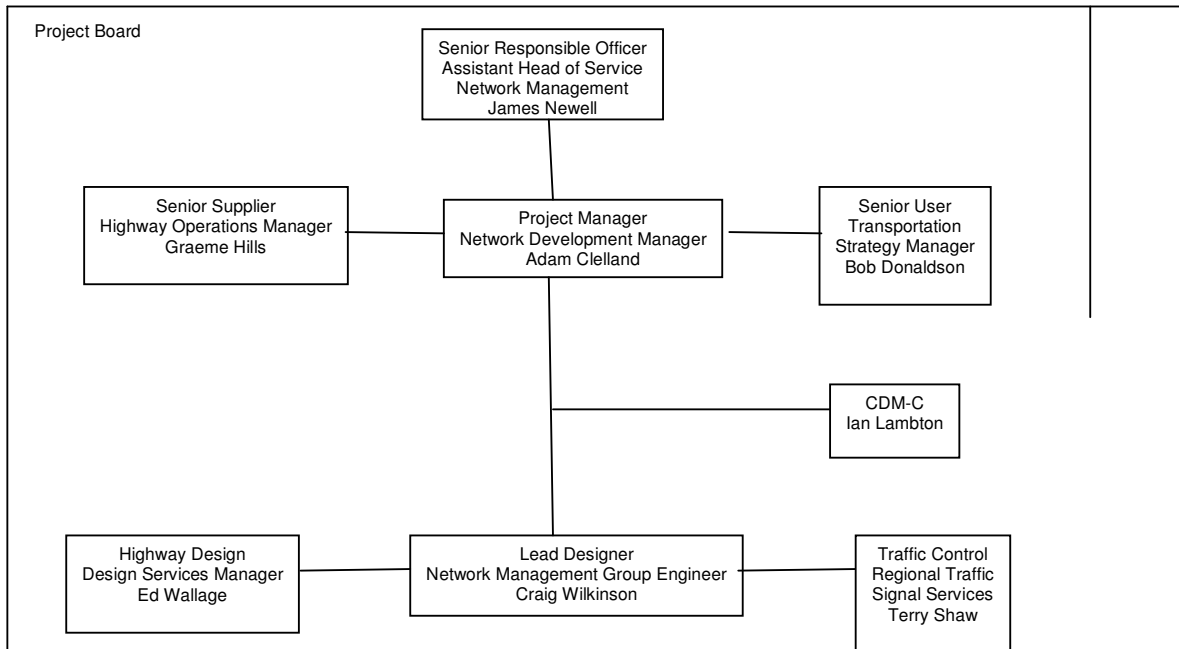 Project Board
Senior Responsible Officer
Assistant Head of Service
Network Management
James Newell
Senior Supplier
Highway Operations Manager
Graeme Hills
Project Manager
Network Development Manager
Adam Clelland
Senior User
Transportation
Strategy Manager
Bob Donaldson
CDM-C
Ian Lambton
Highway Design
Design Services Manager
Ed Wallage
Lead Designer
Network Management Group Engineer
Craig Wilkinson
Traffic Control
Regional Traffic
Signal Services
Terry Shaw